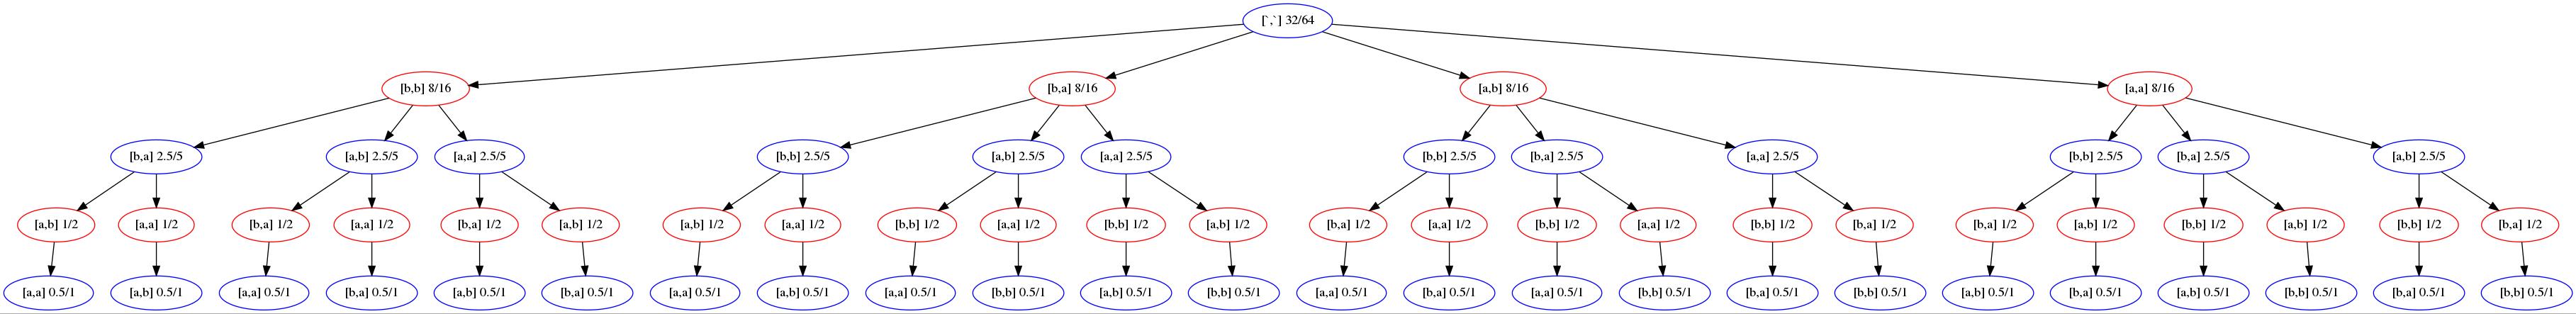 [`,`] 32/64
[b,b] 8/16 [b,a] 8/16 [a,b] 8/16 [a,a] 8/16
[b,a] 2.5/5 [a,b] 2.5/5 [a,a] 2.5/5 [b,b] 2.5/5 [a,b] 2.5/5 [a,a] 2.5/5 [b,b] 2.5/5 [b,a] 2.5/5 [a,a] 2.5/5 [b,b] 2.5/5 [b,a] 2.5/5 [a,b] 2.5/5
[a,b] 1/2 [a,a] 1/2 [b,a] 1/2 [a,a] 1/2 [b,a] 1/2 [a,b] 1/2 [a,b] 1/2 [a,a] 1/2 [b,b] 1/2 [a,a] 1/2 [b,b] 1/2 [a,b] 1/2 [b,a] 1/2 [a,a] 1/2 [b,b] 1/2 [a,a] 1/2 [b,b] 1/2 [b,a] 1/2 [b,a] 1/2 [a,b] 1/2 [b,b] 1/2 [a,b] 1/2 [b,b] 1/2 [b,a] 1/2
[a,a] 0.5/1 [a,b] 0.5/1 [a,a] 0.5/1 [b,a] 0.5/1 [a,b] 0.5/1 [b,a] 0.5/1 [a,a] 0.5/1 [a,b] 0.5/1 [a,a] 0.5/1 [b,b] 0.5/1 [a,b] 0.5/1 [b,b] 0.5/1 [a,a] 0.5/1 [b,a] 0.5/1 [a,a] 0.5/1 [b,b] 0.5/1 [b,a] 0.5/1 [b,b] 0.5/1 [a,b] 0.5/1 [b,a] 0.5/1 [a,b] 0.5/1 [b,b] 0.5/1 [b,a] 0.5/1 [b,b] 0.5/1